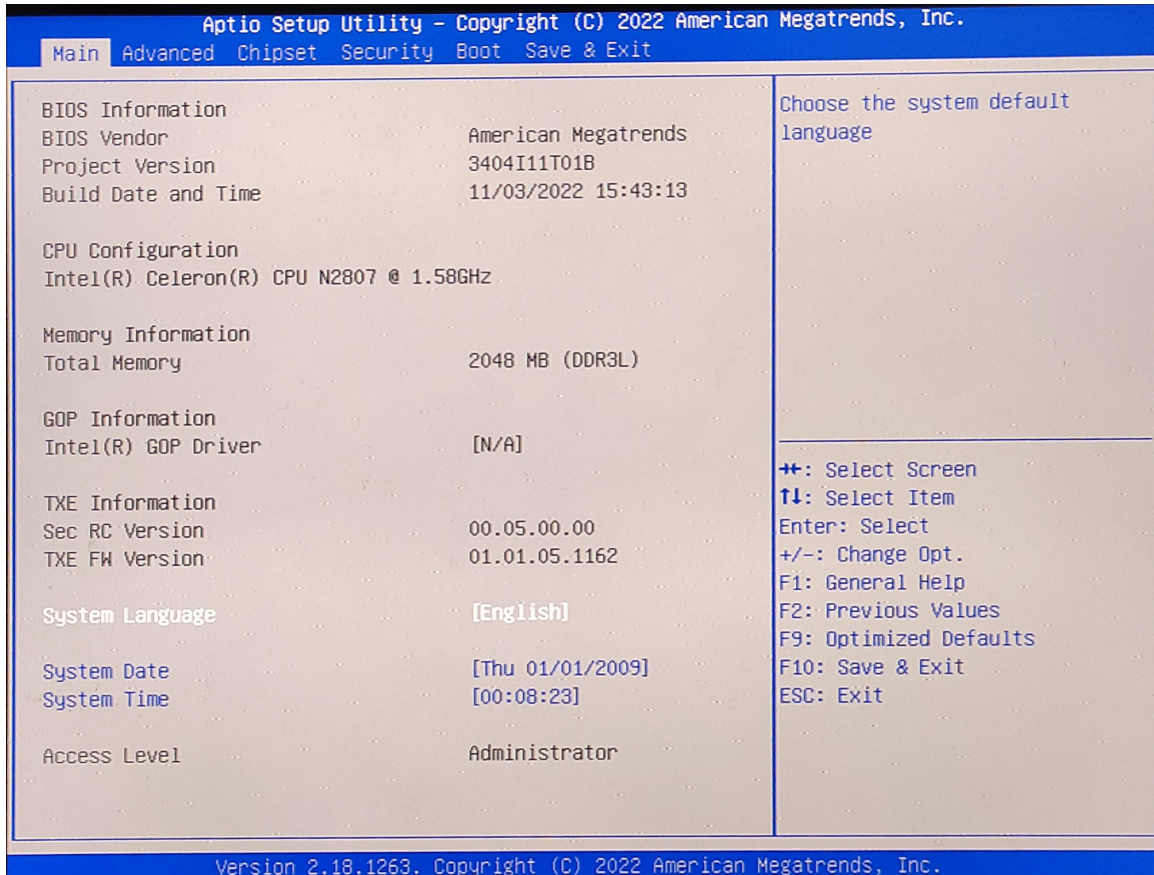 Aptio Setup Utility – Copyright (C) 2022 American Megatrends, Inc.
Main Advanced Chipset Security Boot Save & Exit
BIOS Information
BIOS Vendor American Megatrends
Project Version 3404I11T01B
Build Date and Time 11/03/2022 15:43:13
CPU Configuration
Intel(R) Celeron(R) CPU N2807 @ 1.58GHz
Memory Information
Total Memory 2048 MB (DDR3L)
GOP Information
Intel(R) GOP Driver [N/A]
TXE Information
Sec RC Version 00.05.00.00
TXE FW Version 01.01.05.1162
System Language [English]
System Date [Thu 01/01/2009]
System Time [00:08:23]
Access Level Administrator
Choose the system default
language
→←: Select Screen
↑↓: Select Item
Enter: Select
+/-: Change Opt.
F1: General Help
F2: Previous Values
F9: Optimized Defaults
F10: Save & Exit
ESC: Exit
Version 2.18.1263. Copyright (C) 2022 American Megatrends, Inc.